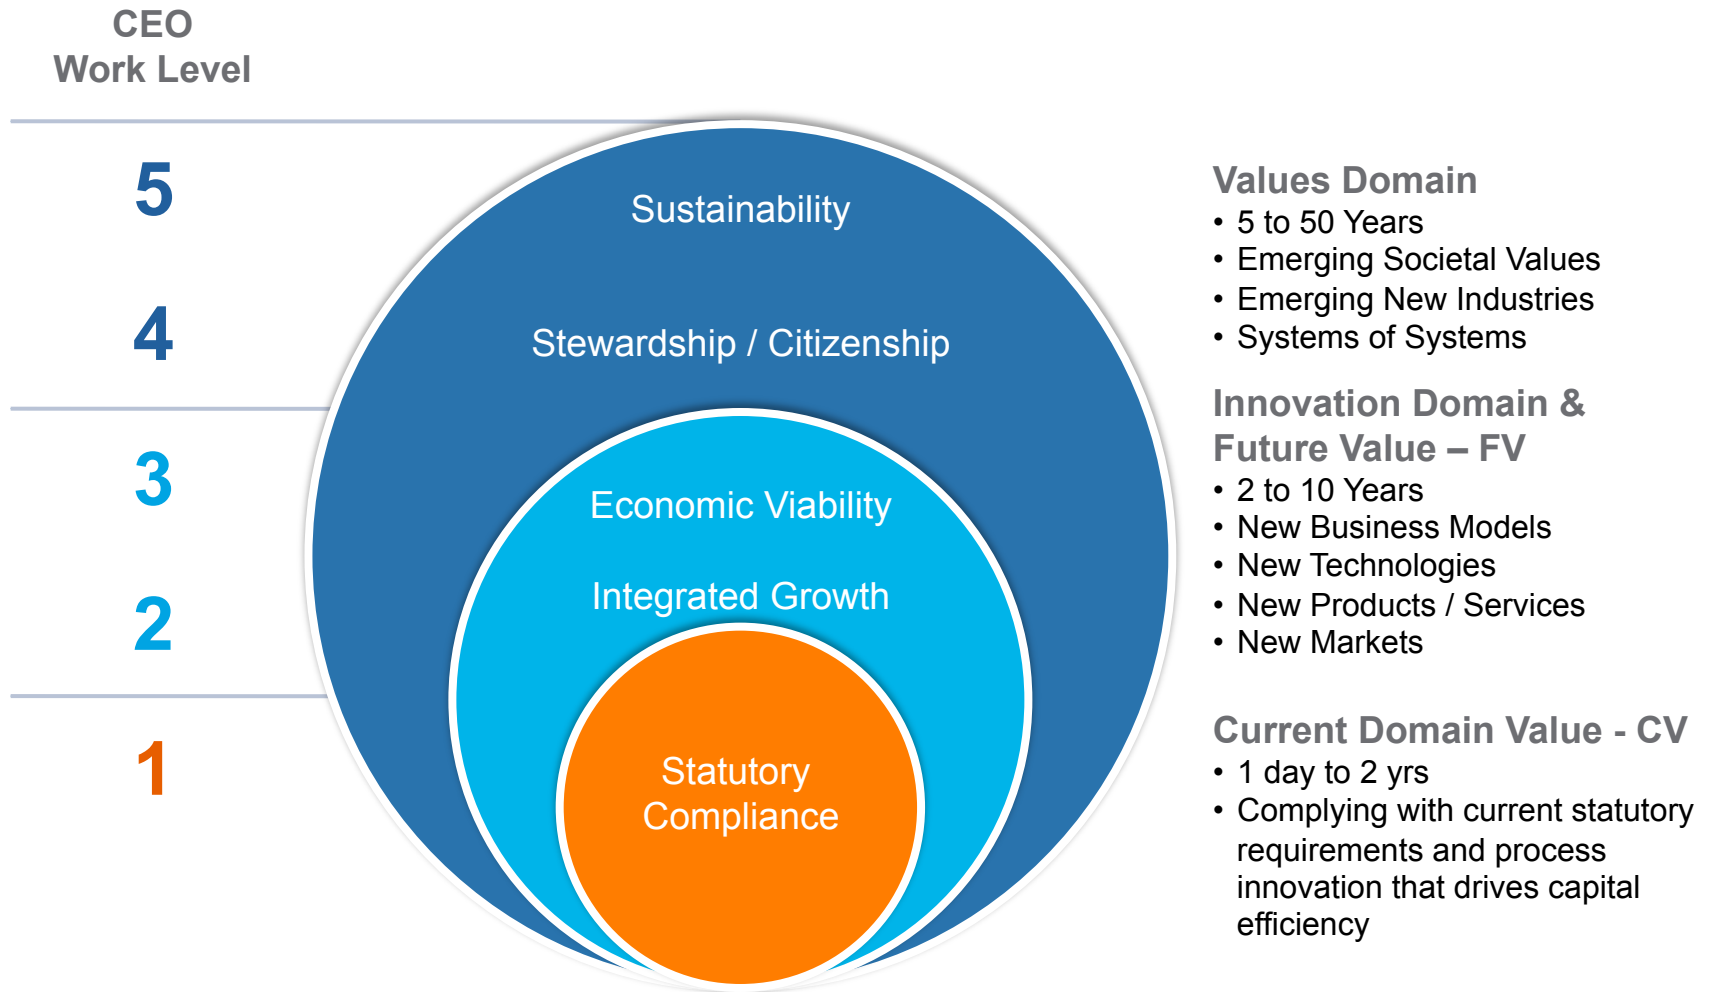 CEO
Work Level
5
4
3
2
1
Sustainability
Stewardship / Citizenship
Economic Viability
Integrated Growth
Statutory
Compliance
Values Domain
• 5 to 50 Years
• Emerging Societal Values
• Emerging New Industries
• Systems of Systems
Innovation Domain &
Future Value – FV
• 2 to 10 Years
• New Business Models
• New Technologies
• New Products / Services
• New Markets
Current Domain Value - CV
• 1 day to 2 yrs
• Complying with current statutory
requirements and process
innovation that drives capital
efficiency